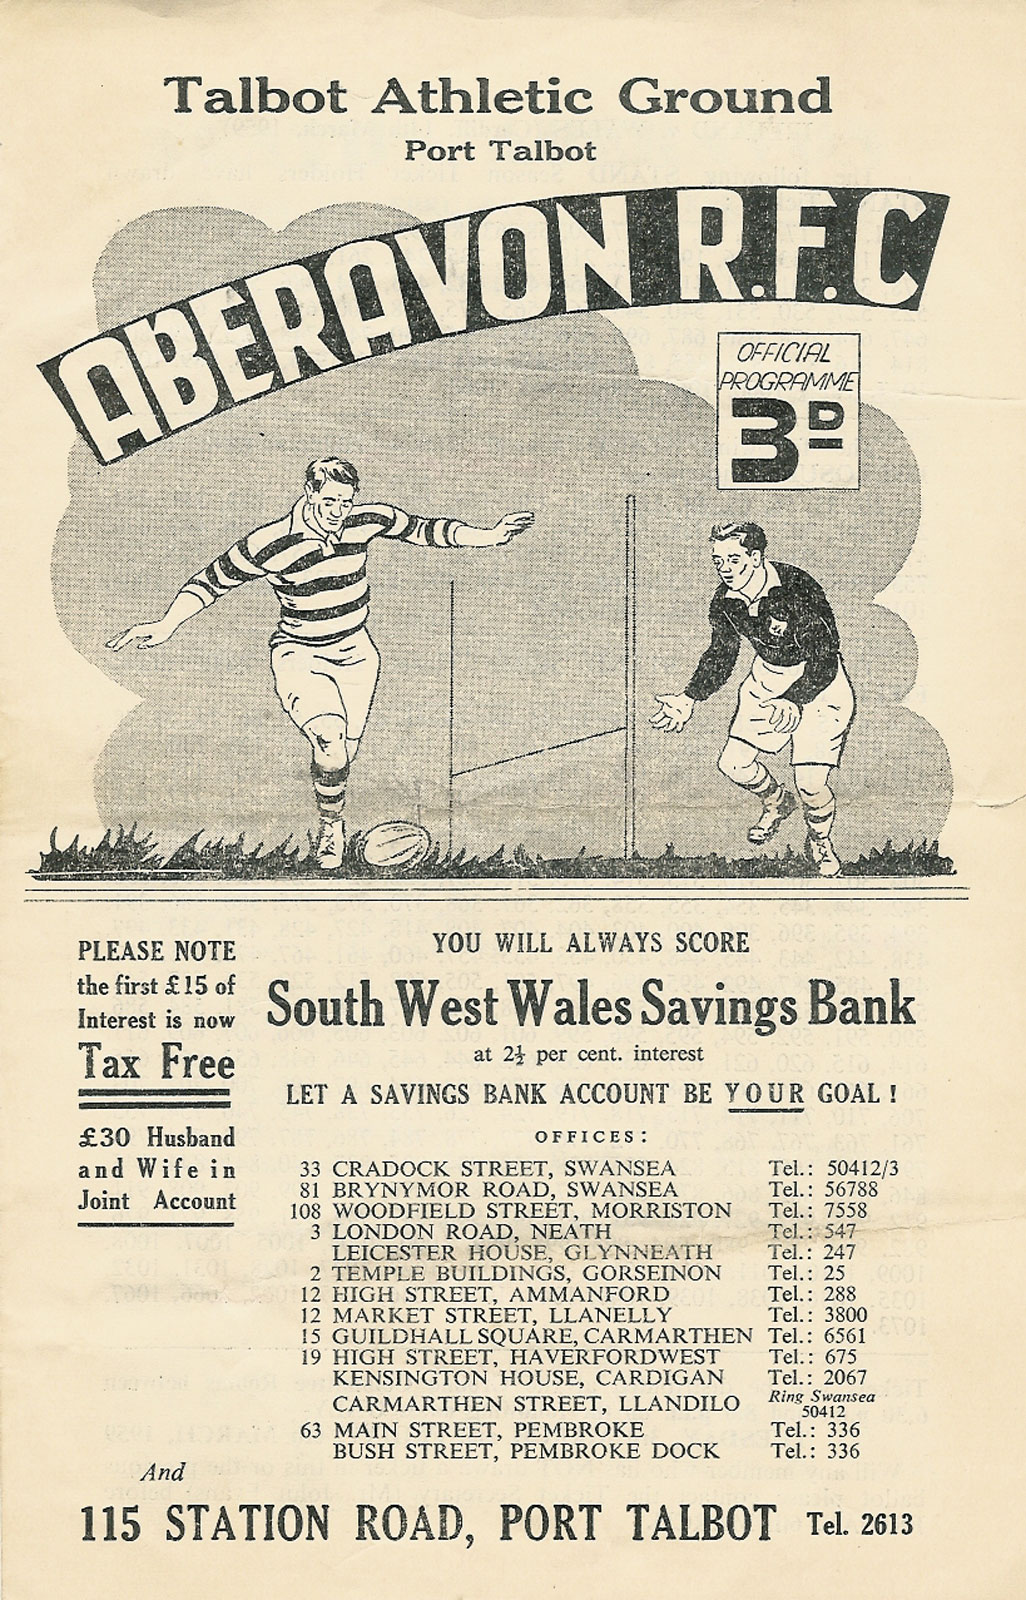 Talbot Athletic Ground
Port Talbot
ABERAVON R.F.C
OFFICIAL
PROGRAMME
3D
PLEASE NOTE
the first £15 of
Interest is now
Tax Free
£30 Husband
and Wife in
Joint Account
YOU WILL ALWAYS SCORE
South West Wales Savings Bank
at 2½ per cent. interest
LET A SAVINGS BANK ACCOUNT BE YOUR GOAL !
OFFICES:
33 CRADOCK STREET, SWANSEA Tel.: 50412/3
81 BRYNYMOR ROAD, SWANSEA Tel.: 56788
108 WOODFIELD STREET, MORRISTON Tel.: 7558
3 LONDON ROAD, NEATH Tel.: 547
LEICESTER HOUSE, GLYNNEATH Tel.: 247
2 TEMPLE BUILDINGS, GORSEINON Tel.: 25
12 HIGH STREET, AMMANFORD Tel.: 288
12 MARKET STREET, LLANELLY Tel.: 3800
15 GUILDHALL SQUARE, CARMARTHEN Tel.: 6561
19 HIGH STREET, HAVERFORDWEST Tel.: 675
KENSINGTON HOUSE, CARDIGAN Tel.: 2067
CARMARTHEN STREET, LLANDILO Ring Swansea
50412
63 MAIN STREET, PEMBROKE Tel.: 336
BUSH STREET, PEMBROKE DOCK Tel.: 336
And
115 STATION ROAD, PORT TALBOT Tel. 2613